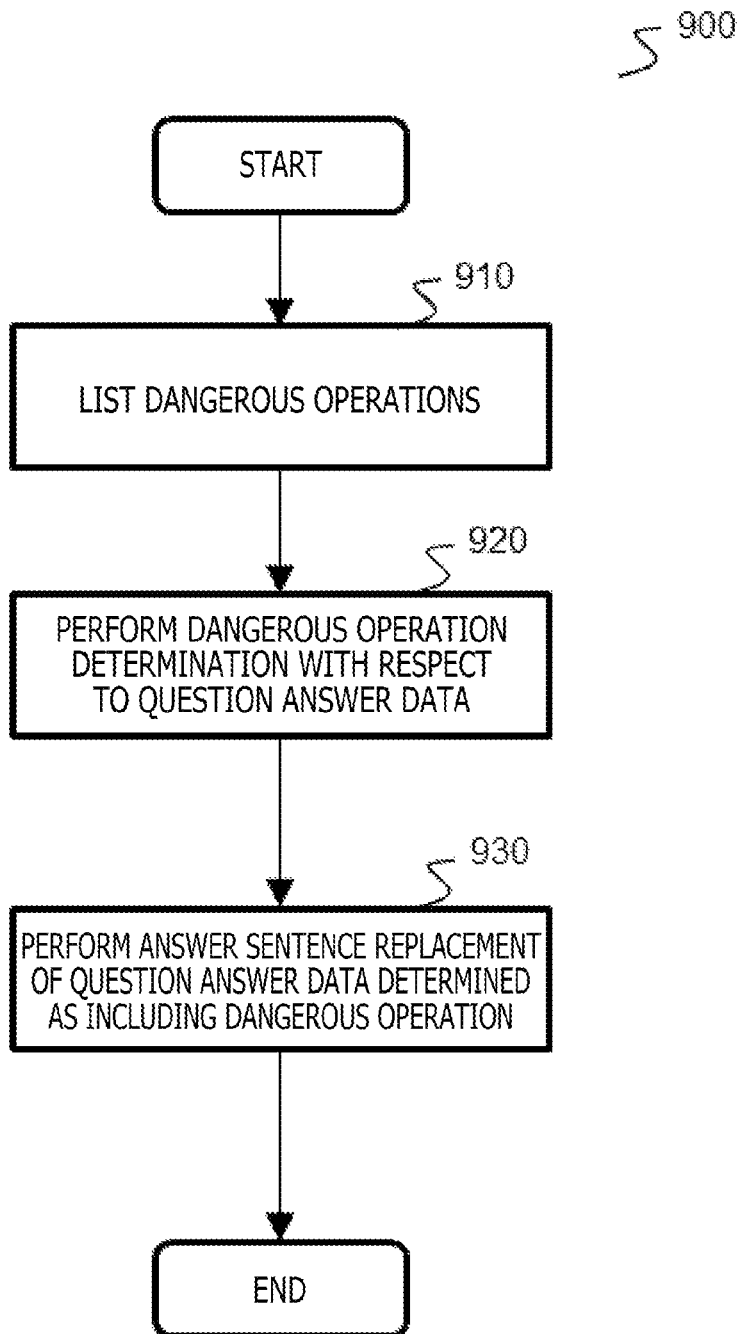 900
START
910
LIST DANGEROUS OPERATIONS
920
PERFORM DANGEROUS OPERATION
DETERMINATION WITH RESPECT
TO QUESTION ANSWER DATA
930
PERFORM ANSWER SENTENCE REPLACEMENT
OF QUESTION ANSWER DATA DETERMINED
AS INCLUDING DANGEROUS OPERATION
END